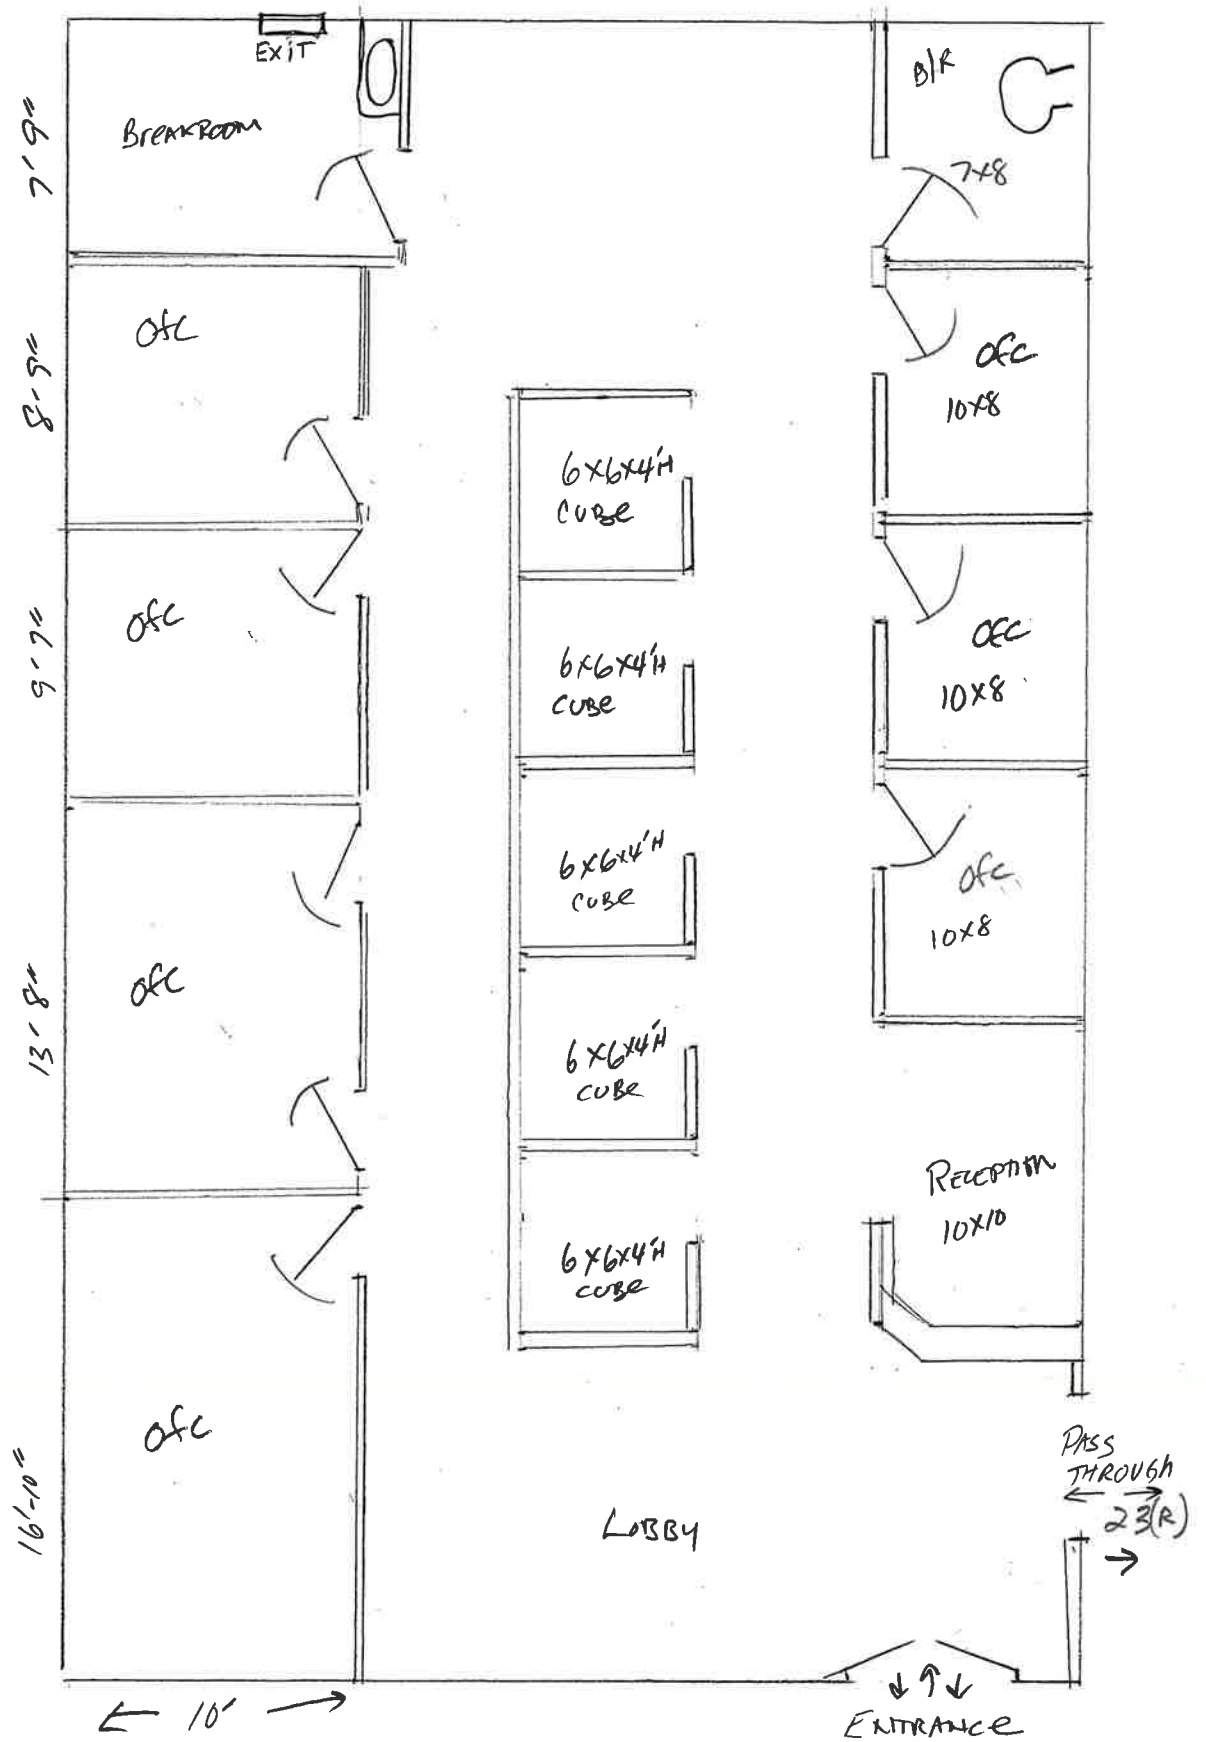 EXIT
B/R
BreakRoom
7'9"
7x8
OFC
8'-9"
OFC
10x8
6x6x4'H
CUBe
OFC
9'-7"
OFC
10x8
6x6x4'H
CUBe
OFC
10x8
6x6x4'H
CUBe
OFC
13'-8"
6x6x4'H
CUBe
Reception
10x10
6x6x4'H
CUBe
OFC
16'-10"
PASS
THROUGH
23(R)
LOBBY
10'
ENTRANCe